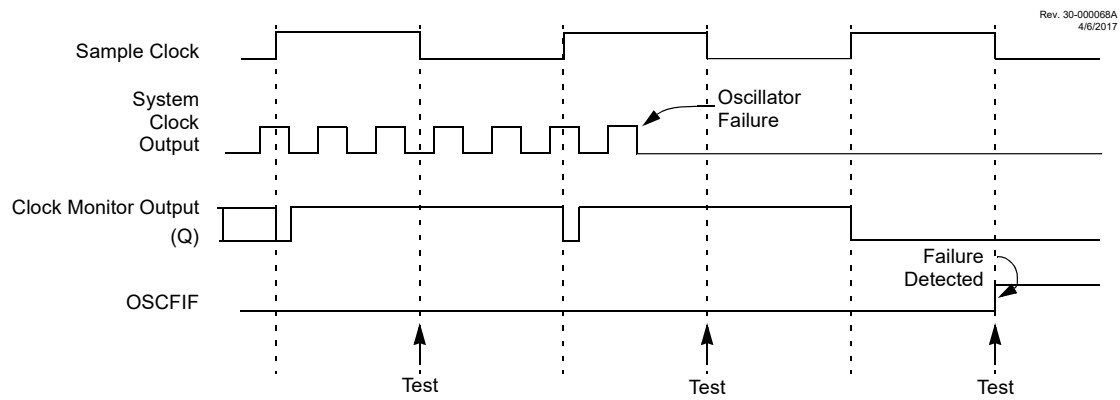 Rev. 30-000068A
4/6/2017
Sample Clock
System
Clock
Output
Oscillator
Failure
Clock Monitor Output
(Q)
Failure
Detected
OSCFIF
Test
Test
Test